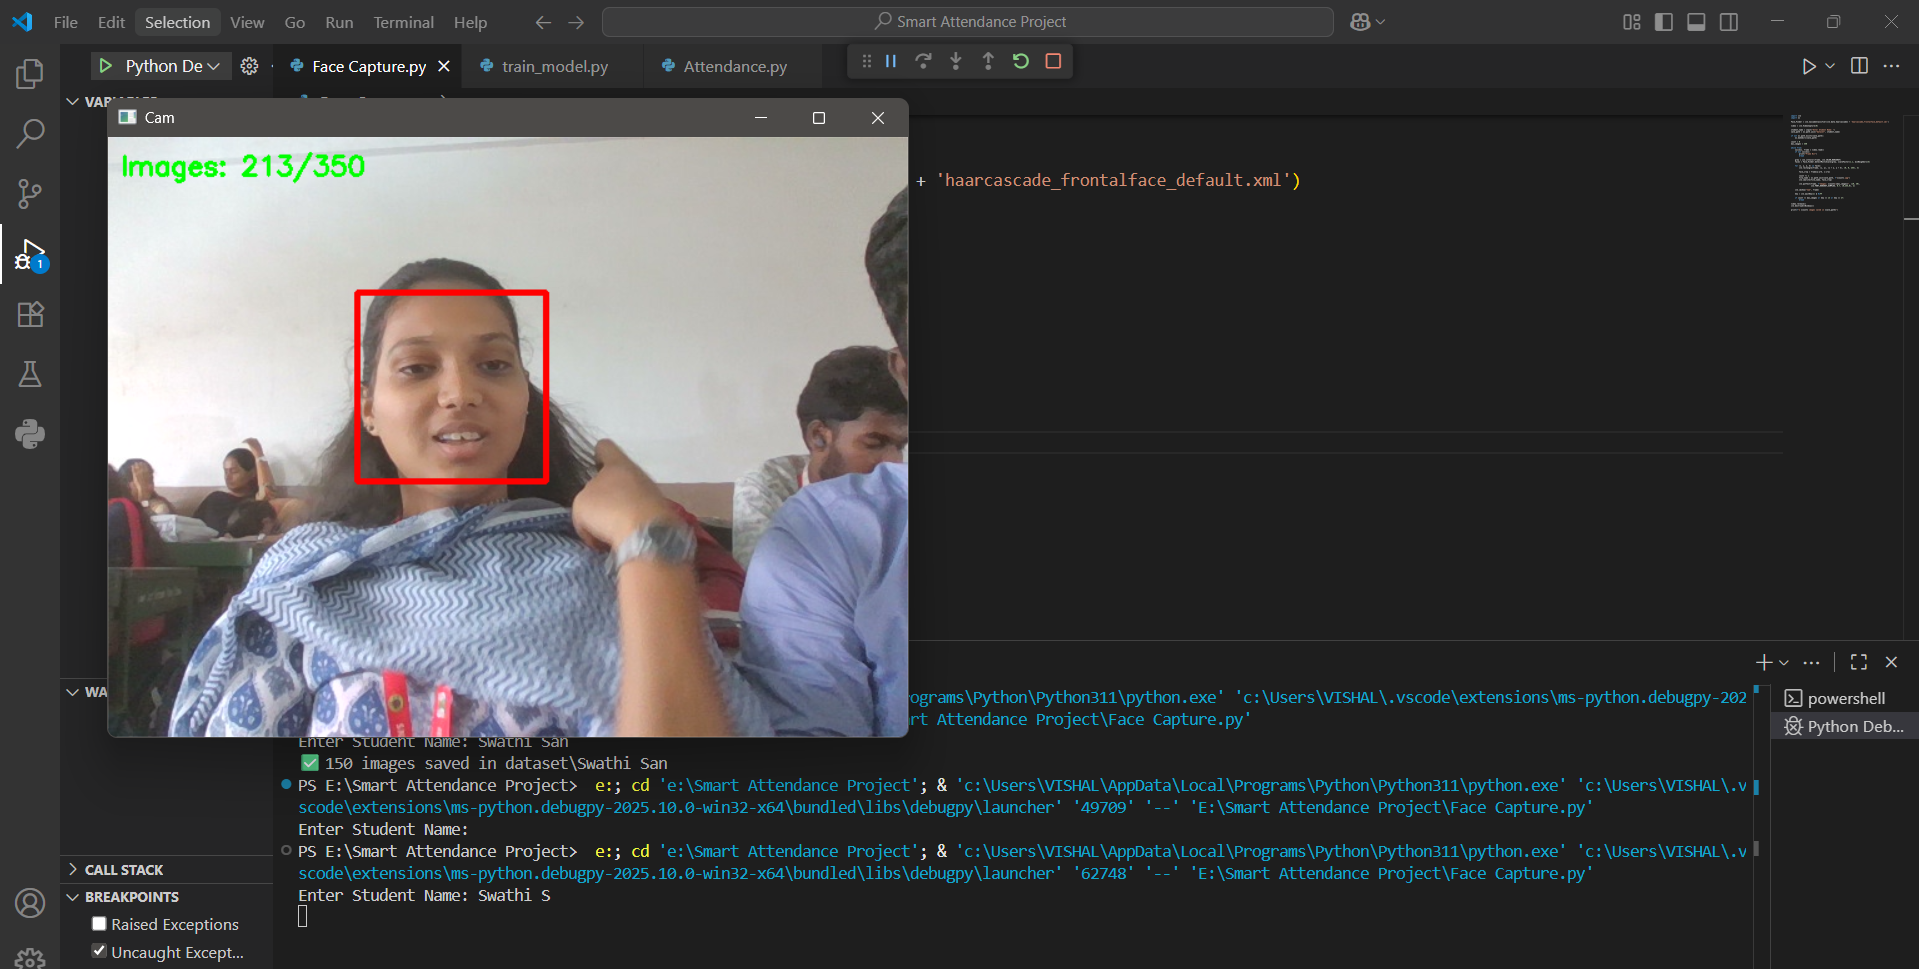 File Edit Selection View Go Run Terminal Help
Smart Attendance Project
Python De
Face Capture.py
train_model.py
Attendance.py
Cam
Images: 213/350
+ 'haarcascade_frontalface_default.xml')
1
WA
rograms\Python\Python311\python.exe' 'c:\Users\VISHAL\.vscode\extensions\ms-python.debugpy-202
rt Attendance Project\Face Capture.py'
Enter Student Name: Swathi San
✅ 150 images saved in dataset\Swathi San
PS E:\Smart Attendance Project> e:; cd 'e:\Smart Attendance Project'; & 'c:\Users\VISHAL\AppData\Local\Programs\Python\Python311\python.exe' 'c:\Users\VISHAL\.v
scode\extensions\ms-python.debugpy-2025.10.0-win32-x64\bundled\libs\debugpy\launcher' '49709' '--' 'E:\Smart Attendance Project\Face Capture.py'
Enter Student Name:
PS E:\Smart Attendance Project> e:; cd 'e:\Smart Attendance Project'; & 'c:\Users\VISHAL\AppData\Local\Programs\Python\Python311\python.exe' 'c:\Users\VISHAL\.v
scode\extensions\ms-python.debugpy-2025.10.0-win32-x64\bundled\libs\debugpy\launcher' '62748' '--' 'E:\Smart Attendance Project\Face Capture.py'
Enter Student Name: Swathi S
powershell
Python Deb...
CALL STACK
BREAKPOINTS
Raised Exceptions
Uncaught Except...